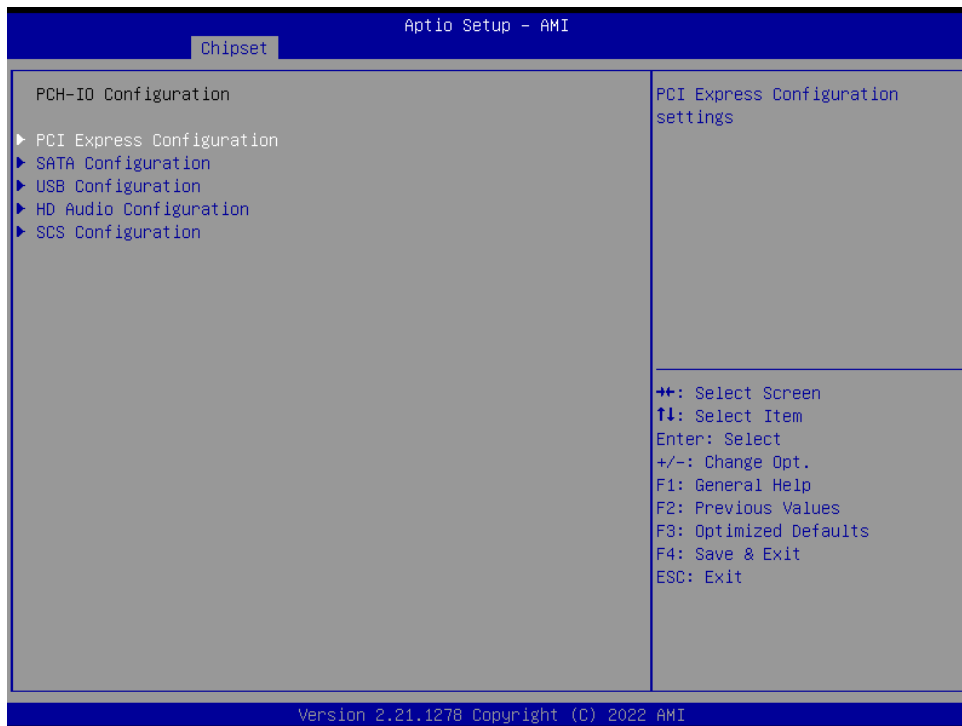 Aptio Setup – AMI
Chipset
PCH-IO Configuration
▶ PCI Express Configuration
▶ SATA Configuration
▶ USB Configuration
▶ HD Audio Configuration
▶ SCS Configuration
PCI Express Configuration
settings
→←: Select Screen
↑↓: Select Item
Enter: Select
+/-: Change Opt.
F1: General Help
F2: Previous Values
F3: Optimized Defaults
F4: Save & Exit
ESC: Exit
Version 2.21.1278 Copyright (C) 2022 AMI